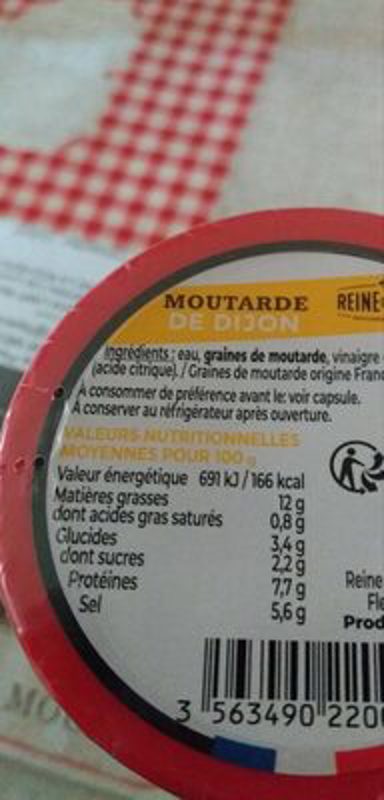 MOUTARDE
DE DIJON
REINE
Ingrédients : eau, graines de moutarde, vinaigre
(acide citrique). / Graines de moutarde origine Franc
A consommer de préférence avant le: voir capsule.
A conserver au réfrigérateur après ouverture.
VALEURS NUTRITIONNELLES
MOYENNES POUR 100 g
Valeur énergétique 691 kJ / 166 kcal
Matières grasses 12 g
dont acides gras saturés 0,8 g
Glucides 3,4 g
dont sucres 2,2 g
Protéines 7,7 g
Sel 5,6 g
Reine
Fle
Prod
3 563490 220